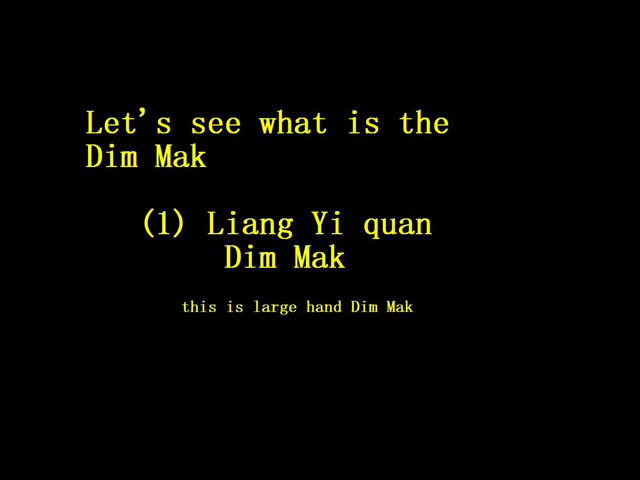 Let's see what is the
Dim Mak
(1) Liang Yi quan
Dim Mak
this is large hand Dim Mak